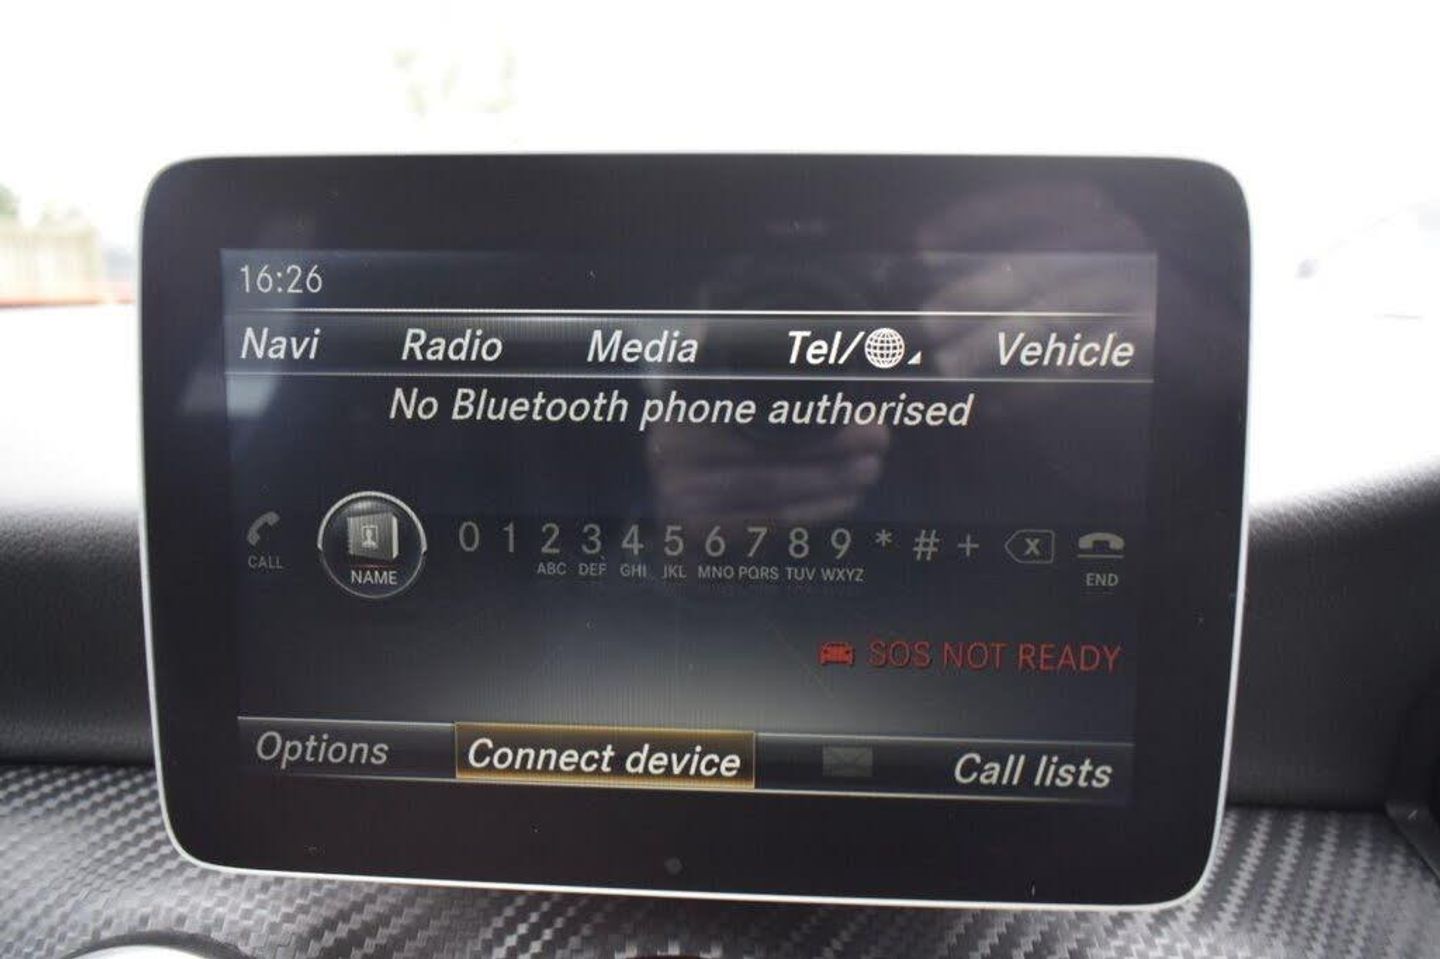 16:26
Navi Radio Media Tel/ Vehicle
No Bluetooth phone authorised
0 1 2 3 4 5 6 7 8 9 * # + x
CALL NAME ABC DEF GHI JKL MNO PQRS TUV WXYZ END
SOS NOT READY
Options Connect device Call lists